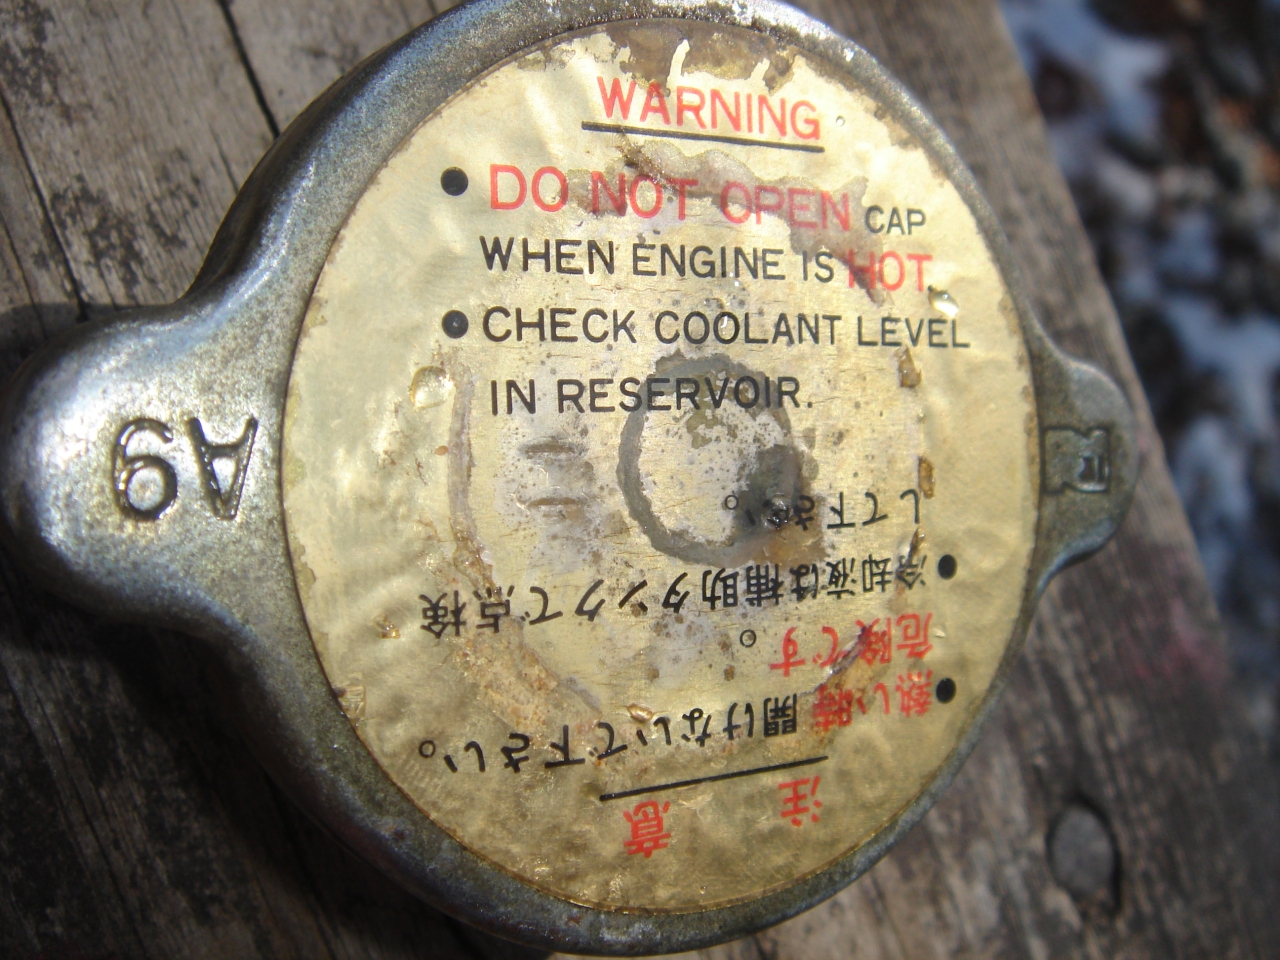 WARNING
● DO NOT OPEN CAP
WHEN ENGINE IS HOT.
● CHECK COOLANT LEVEL
IN RESERVOIR.
注意
● 熱い時開けないで下さい。
危険です。
● 冷却液は補助タンクで点検
して下さい。
A9